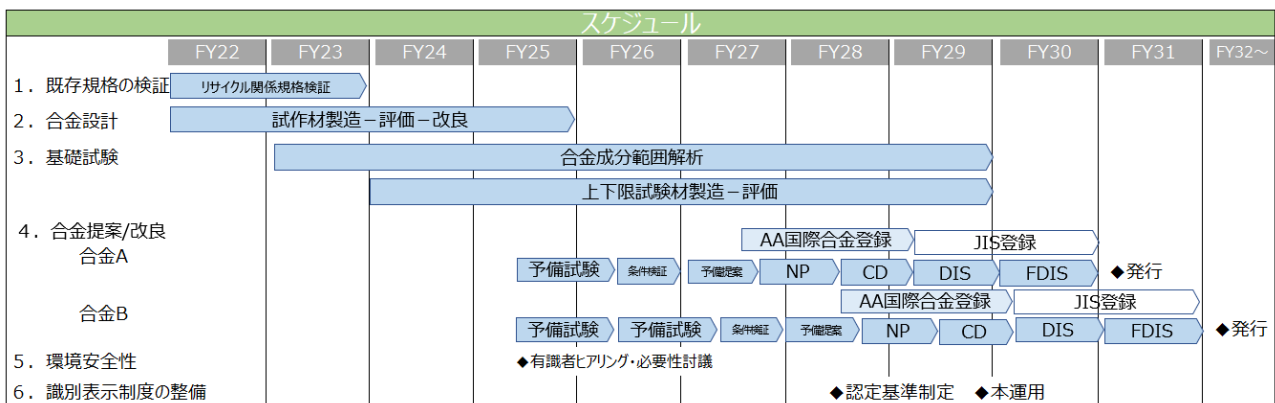 スケジュール
FY22 FY23 FY24 FY25 FY26 FY27 FY28 FY29 FY30 FY31 FY32～
1．既存規格の検証 リサイクル関係規格検証
2．合金設計 試作材製造－評価－改良
3．基礎試験 合金成分範囲解析
上下限試験材製造－評価
4．合金提案/改良 AA国際合金登録 JIS登録
合金A 予備試験 条件検証 予備提案 NP CD DIS FDIS ◆発行
AA国際合金登録 JIS登録
合金B 予備試験 予備試験 条件検証 予備提案 NP CD DIS FDIS ◆発行
5．環境安全性 ◆有識者ヒアリング・必要性討議
6．識別表示制度の整備 ◆認定基準制定 ◆本運用